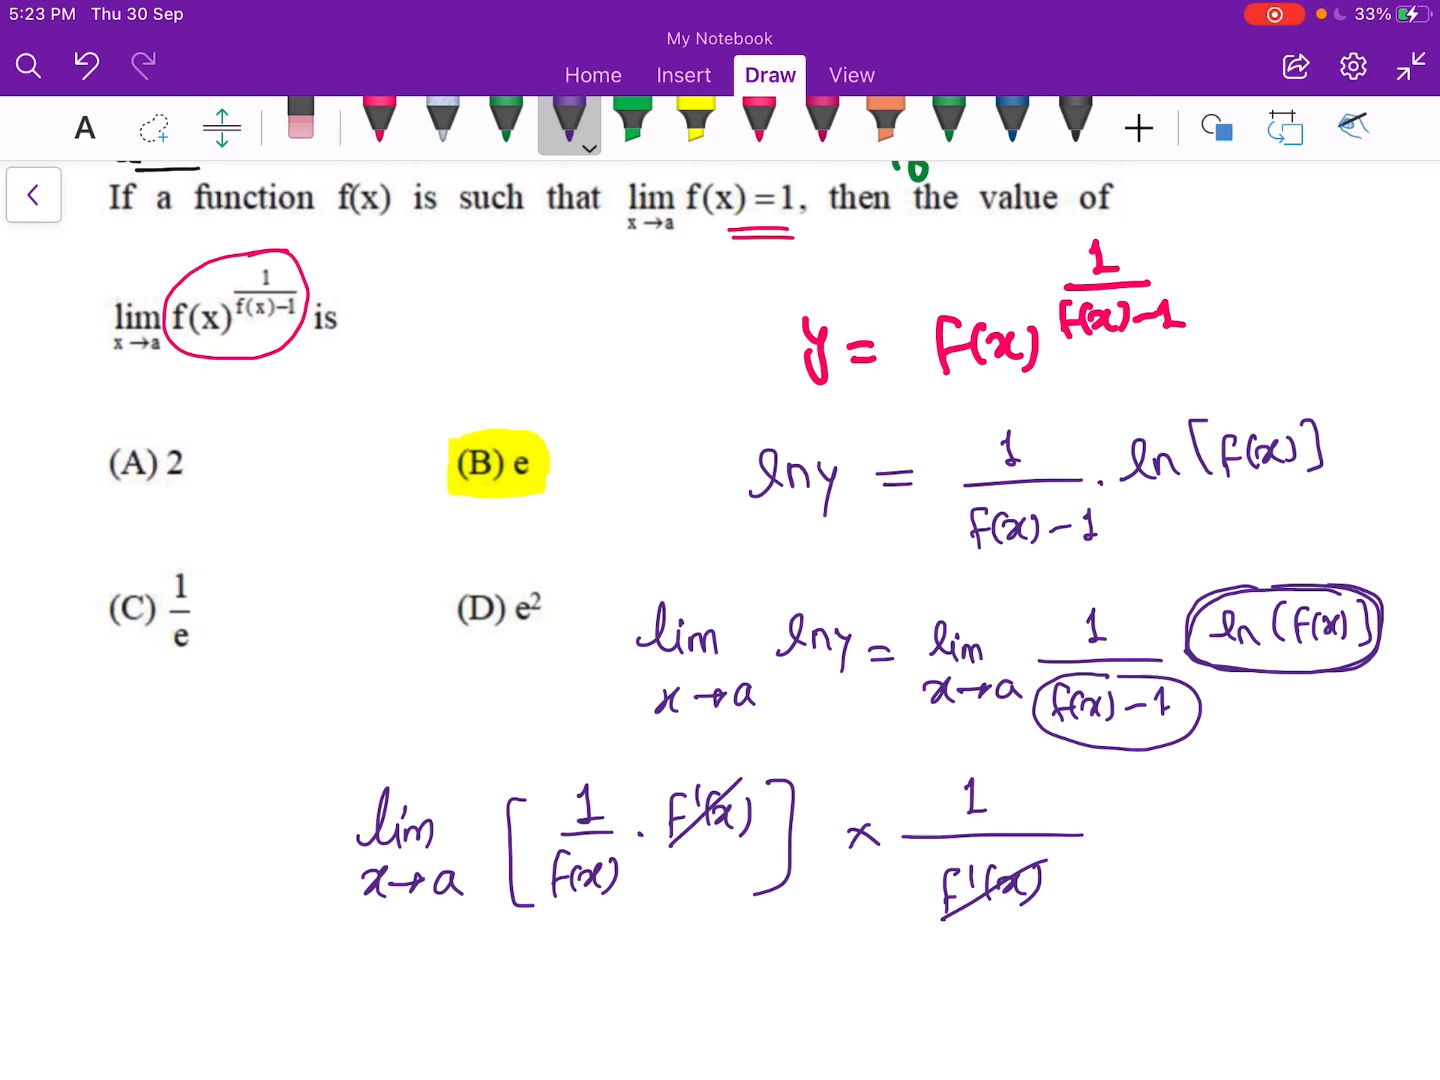 5:23 PM Thu 30 Sep
33%
My Notebook
Home Insert Draw View
A
If a function f(x) is such that lim x→a f(x) = 1, then the value of
lim x→a f(x)^(1/(f(x)−1)) is
y = f(x)^(1/(f(x)−1))
(A) 2
(B) e
ln y = 1/(f(x)−1) · ln[f(x)]
(C) 1/e
(D) e²
lim x→a ln y = lim x→a 1/(f(x)−1) ln(f(x)]
lim x→a [1/f(x) · f'(x)] × 1/f'(x)